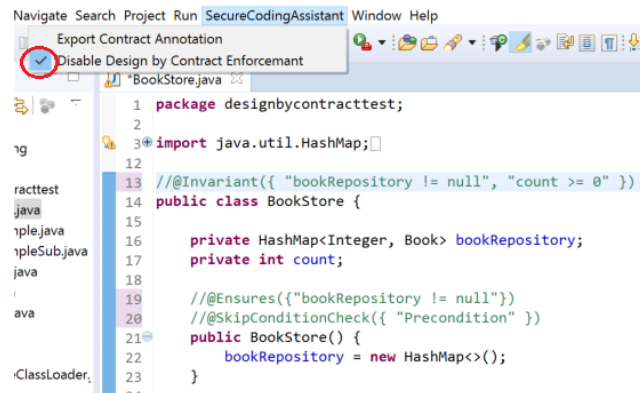 Navigate Search Project Run SecureCodingAssistant Window Help
Export Contract Annotation
Disable Design by Contract Enforcemant
*BookStore.java
1 package designbycontracttest;
2
3 import java.util.HashMap;
12
13 //@Invariant({ "bookRepository != null", "count >= 0" })
14 public class BookStore {
15
16 private HashMap<Integer, Book> bookRepository;
17 private int count;
18
19 //@Ensures({"bookRepository != null"})
20 //@SkipConditionCheck({ "Precondition" })
21 public BookStore() {
22 bookRepository = new HashMap<>();
23 }
ng
racttest
.java
nple.java
npleSub.java
java
ava
eClassLoader.